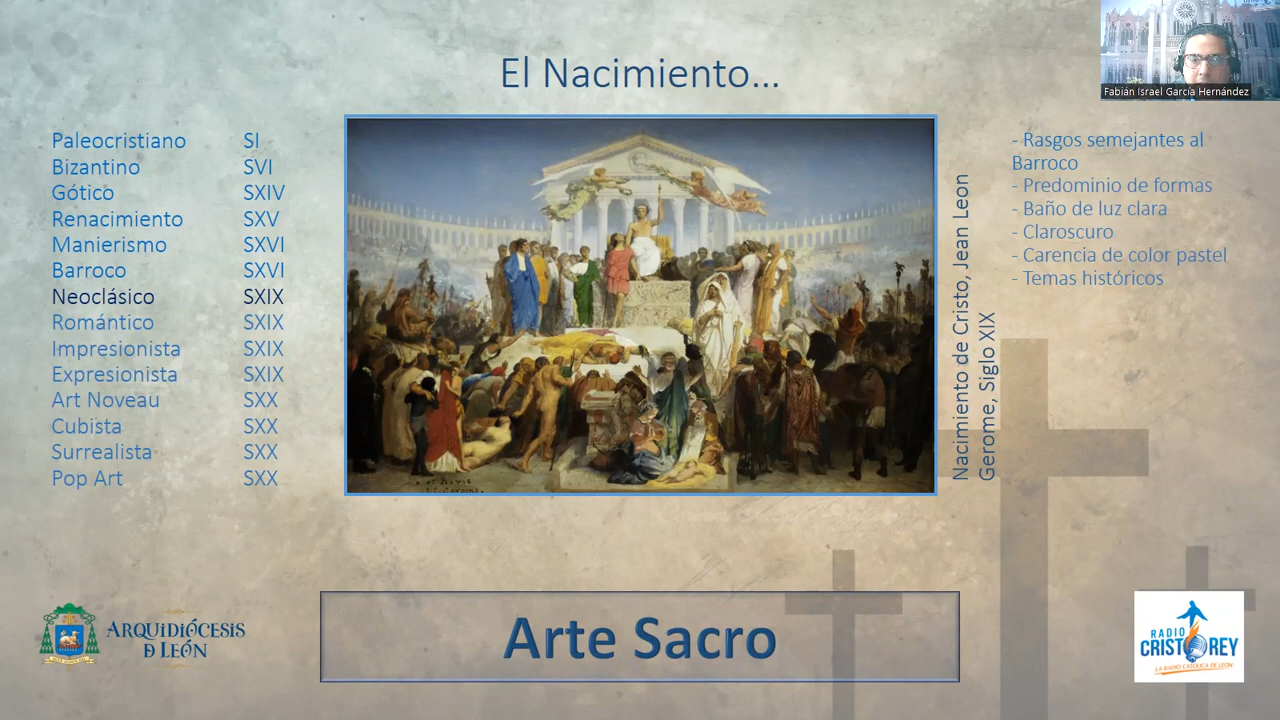 El Nacimiento...
Fabián Israel García Hernández
Paleocristiano SI
Bizantino SVI
Gótico SXIV
Renacimiento SXV
Manierismo SXVI
Barroco SXVI
Neoclásico SXIX
Romántico SXIX
Impresionista SXIX
Expresionista SXIX
Art Noveau SXX
Cubista SXX
Surrealista SXX
Pop Art SXX
Nacimiento de Cristo, Jean Leon
Gerome, Siglo XIX
- Rasgos semejantes al
Barroco
- Predominio de formas
- Baño de luz clara
- Claroscuro
- Carencia de color pastel
- Temas históricos
ARQUIDIÓCESIS
D LEÓN
Arte Sacro
RADIO
CRISTO REY
LA RADIO CATÓLICA DE LEÓN